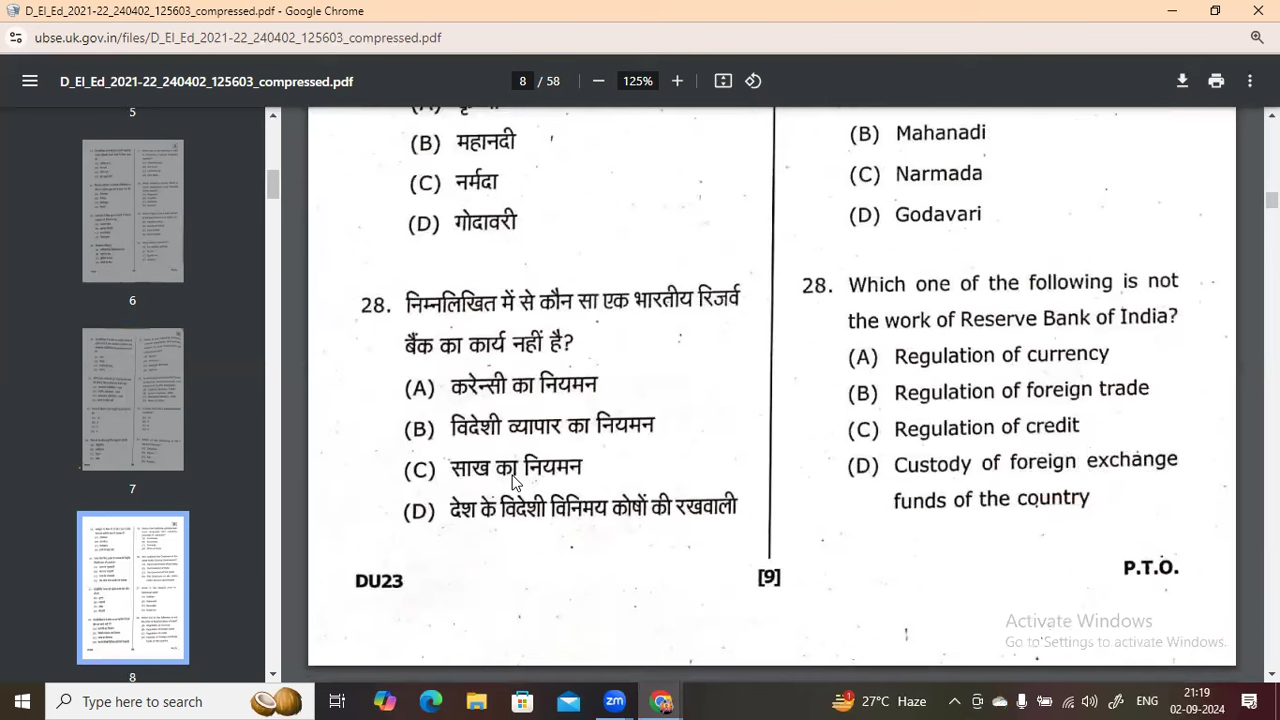 D_El_Ed_2021-22_240402_125603_compressed.pdf - Google Chrome
ubse.uk.gov.in/files/D_El_Ed_2021-22_240402_125603_compressed.pdf
D_El_Ed_2021-22_240402_125603_compressed.pdf
8 / 58
125%
5
6
7
8
(B) महानदी
(C) नर्मदा
(D) गोदावरी
28. निम्नलिखित में से कौन सा एक भारतीय रिजर्व
बैंक का कार्य नहीं है?
(A) करेन्सी का नियमन
(B) विदेशी व्यापार का नियमन
(C) साख का नियमन
(D) देश के विदेशी विनिमय कोषों की रखवाली
DU23
[9]
(B) Mahanadi
(C) Narmada
(D) Godavari
28. Which one of the following is not
the work of Reserve Bank of India?
(A) Regulation of currency
(B) Regulation of foreign trade
(C) Regulation of credit
(D) Custody of foreign exchange
funds of the country
P.T.O.
Activate Windows
Go to Settings to activate Windows.
Type here to search
zm
1
27°C Haze
ENG
21:19
02-09-2024